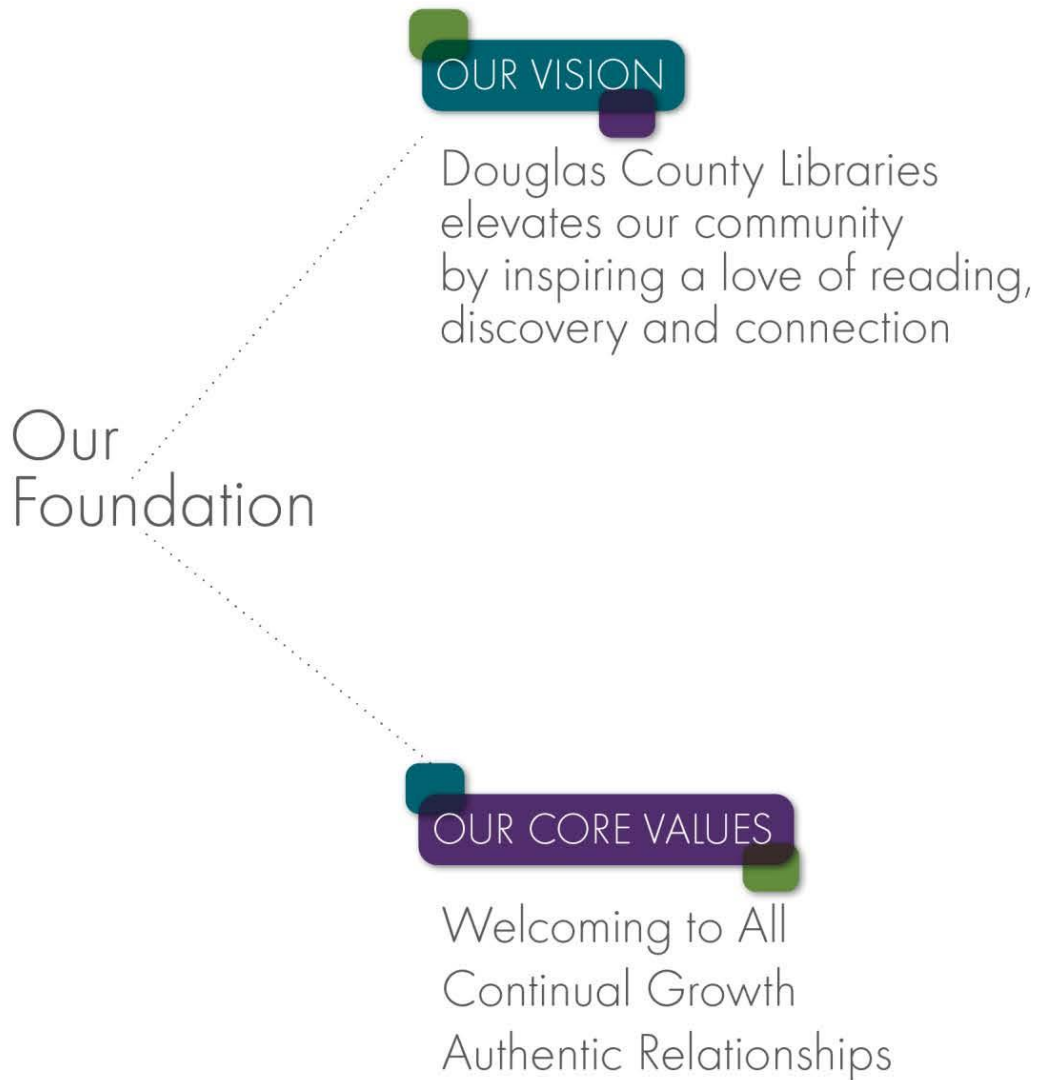 OUR VISION
Douglas County Libraries
elevates our community
by inspiring a love of reading,
discovery and connection
Our
Foundation
OUR CORE VALUES
Welcoming to All
Continual Growth
Authentic Relationships